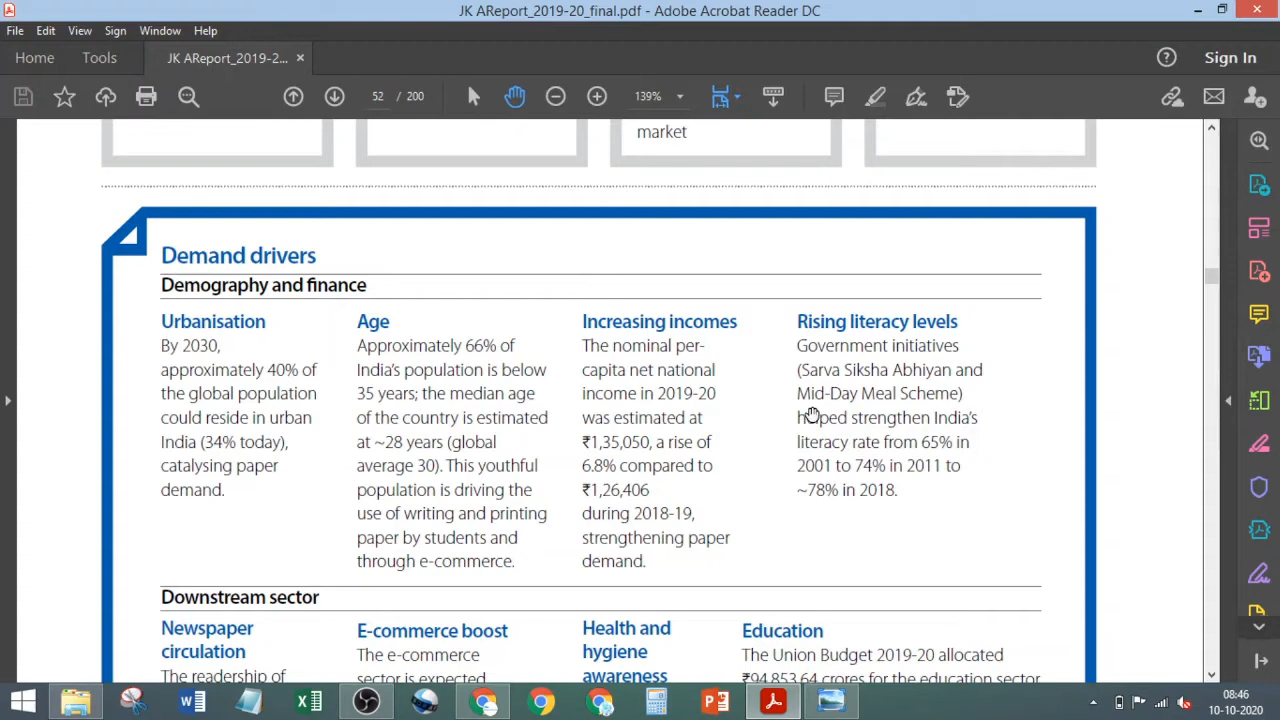 JK AReport_2019-20_final.pdf - Adobe Acrobat Reader DC
File Edit View Sign Window Help
Home Tools JK AReport_2019-2... × Sign In
52 / 200 139%
market
Demand drivers
Demography and finance
Urbanisation
By 2030,
approximately 40% of
the global population
could reside in urban
India (34% today),
catalysing paper
demand.
Age
Approximately 66% of
India's population is below
35 years; the median age
of the country is estimated
at ~28 years (global
average 30). This youthful
population is driving the
use of writing and printing
paper by students and
through e-commerce.
Increasing incomes
The nominal per-
capita net national
income in 2019-20
was estimated at
₹1,35,050, a rise of
6.8% compared to
₹1,26,406
during 2018-19,
strengthening paper
demand.
Rising literacy levels
Government initiatives
(Sarva Siksha Abhiyan and
Mid-Day Meal Scheme)
helped strengthen India's
literacy rate from 65% in
2001 to 74% in 2011 to
~78% in 2018.
Downstream sector
Newspaper
circulation
The readership of
E-commerce boost
The e-commerce
sector is expected
Health and
hygiene
awareness
Education
The Union Budget 2019-20 allocated
₹94,853.64 crores for the education sector
08:46
10-10-2020